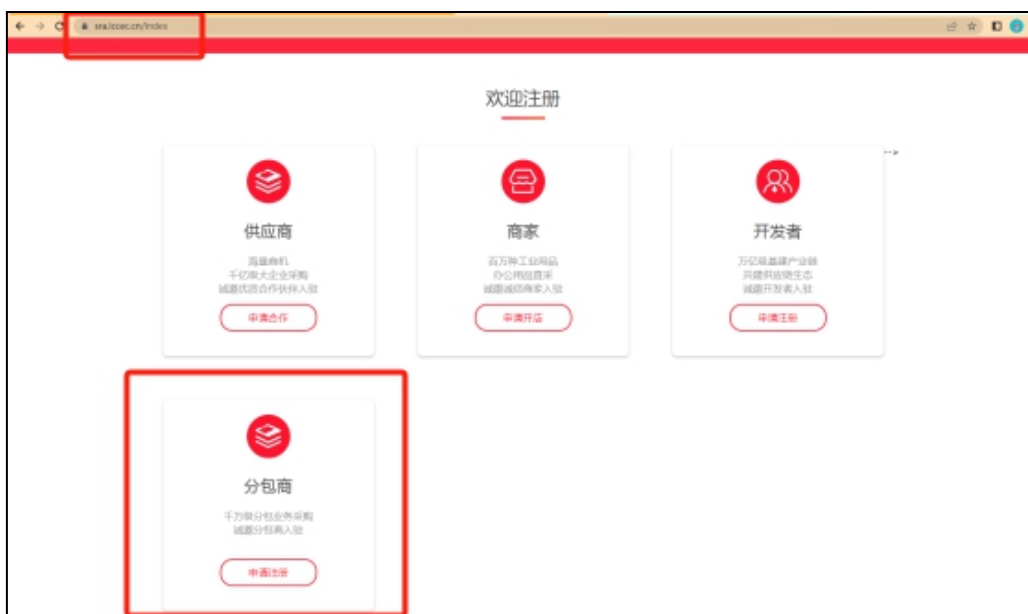 欢迎注册
供应商
海量商机
千亿级大企业采购
诚邀优质合作伙伴入驻
申请合作
商家
百万种工业用品
办公用品直采
诚邀诚信商家入驻
申请开店
开发者
万亿级基建产业链
共建供应链生态
诚邀开发者入驻
申请注册
-->
分包商
千万级分包业务采购
诚邀分包商入驻
申请注册